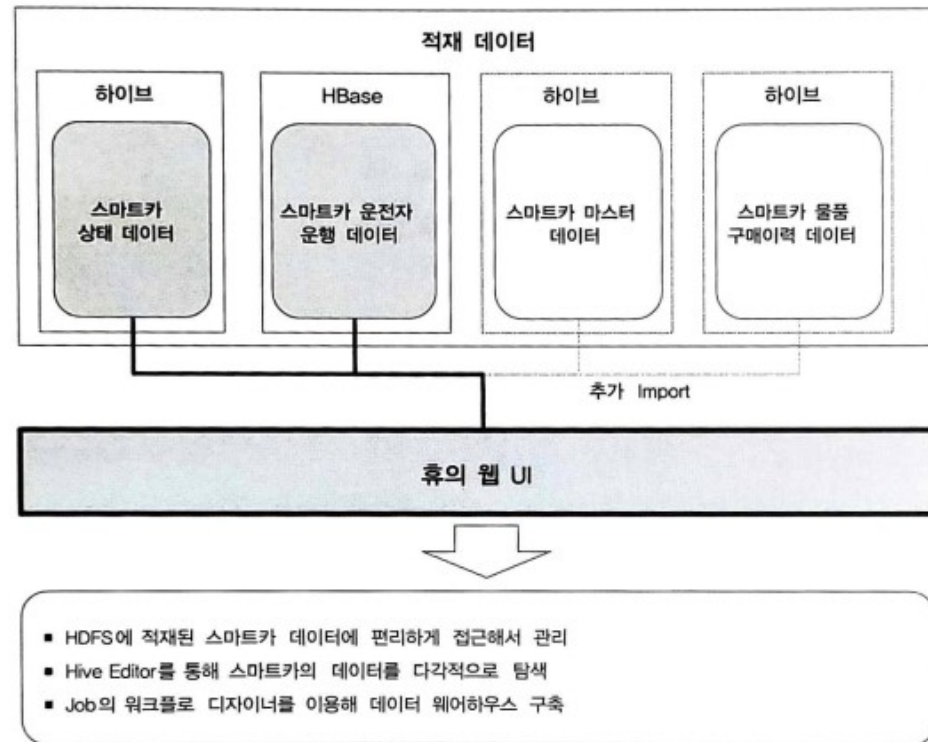 적재 데이터
하이브
HBase
하이브
하이브
스마트카
상태 데이터
스마트카 운전자
운행 데이터
스마트카 마스터
데이터
스마트카 물품
구매이력 데이터
추가 Import
휴의 웹 UI
▪ HDFS에 적재된 스마트카 데이터에 편리하게 접근해서 관리
▪ Hive Editor를 통해 스마트카의 데이터를 다각적으로 탐색
▪ Job의 워크플로 디자이너를 이용해 데이터 웨어하우스 구축